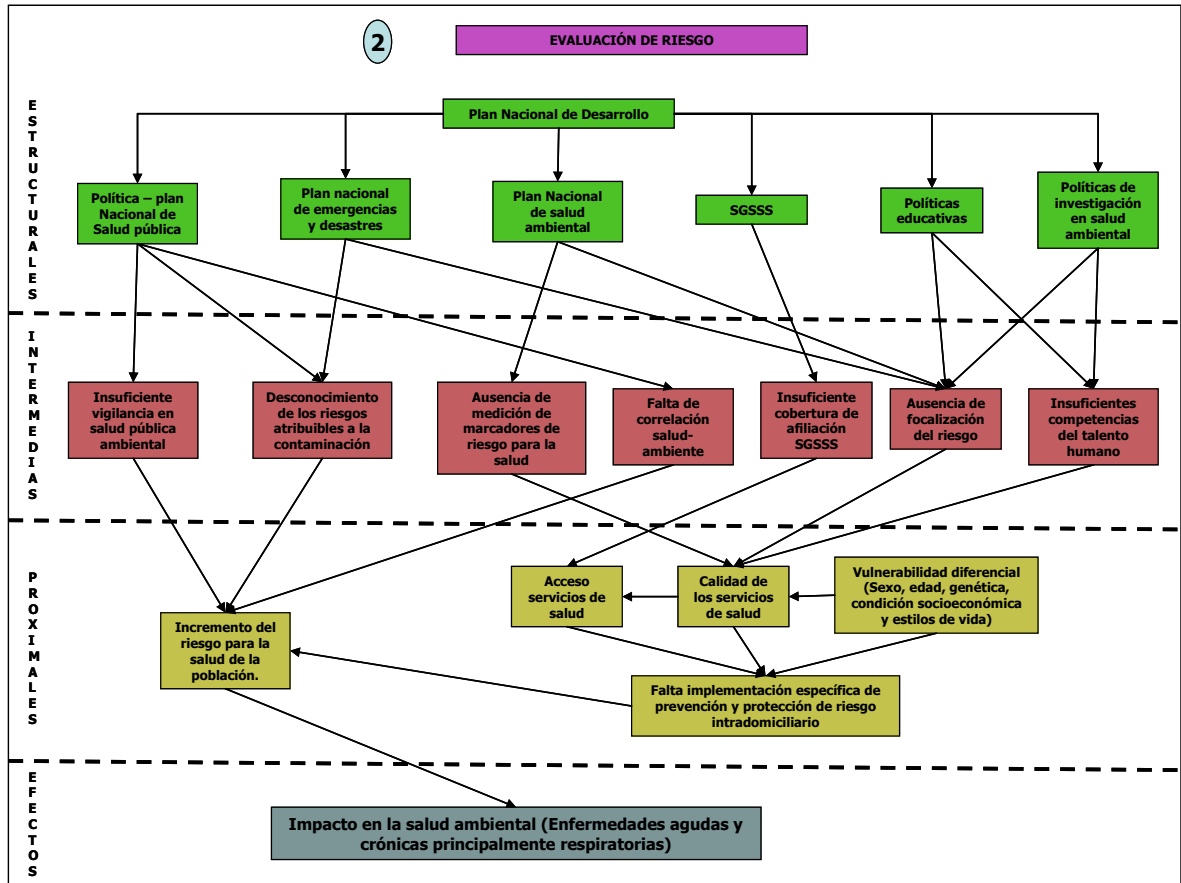 2
EVALUACIÓN DE RIESGO
ESTRUCTURALES
Plan Nacional de Desarrollo
Política – plan
Nacional de
Salud pública
Plan nacional
de emergencias
y desastres
Plan Nacional
de salud
ambiental
SGSSS
Políticas
educativas
Políticas de
investigación
en salud
ambiental
INTERMEDIAS
Insuficiente
vigilancia en
salud pública
ambiental
Desconocimiento
de los riesgos
atribuibles a la
contaminación
Ausencia de
medición de
marcadores de
riesgo para la
salud
Falta de
correlación
salud-
ambiente
Insuficiente
cobertura de
afiliación
SGSSS
Ausencia de
focalización
del riesgo
Insuficientes
competencias
del talento
humano
PROXIMALES
Acceso
servicios de
salud
Calidad de
los servicios
de salud
Vulnerabilidad diferencial
(Sexo, edad, genética,
condición socioeconómica
y estilos de vida)
Incremento del
riesgo para la
salud de la
población.
Falta implementación específica de
prevención y protección de riesgo
intradomiciliario
EFECTOS
Impacto en la salud ambiental (Enfermedades agudas y
crónicas principalmente respiratorias)